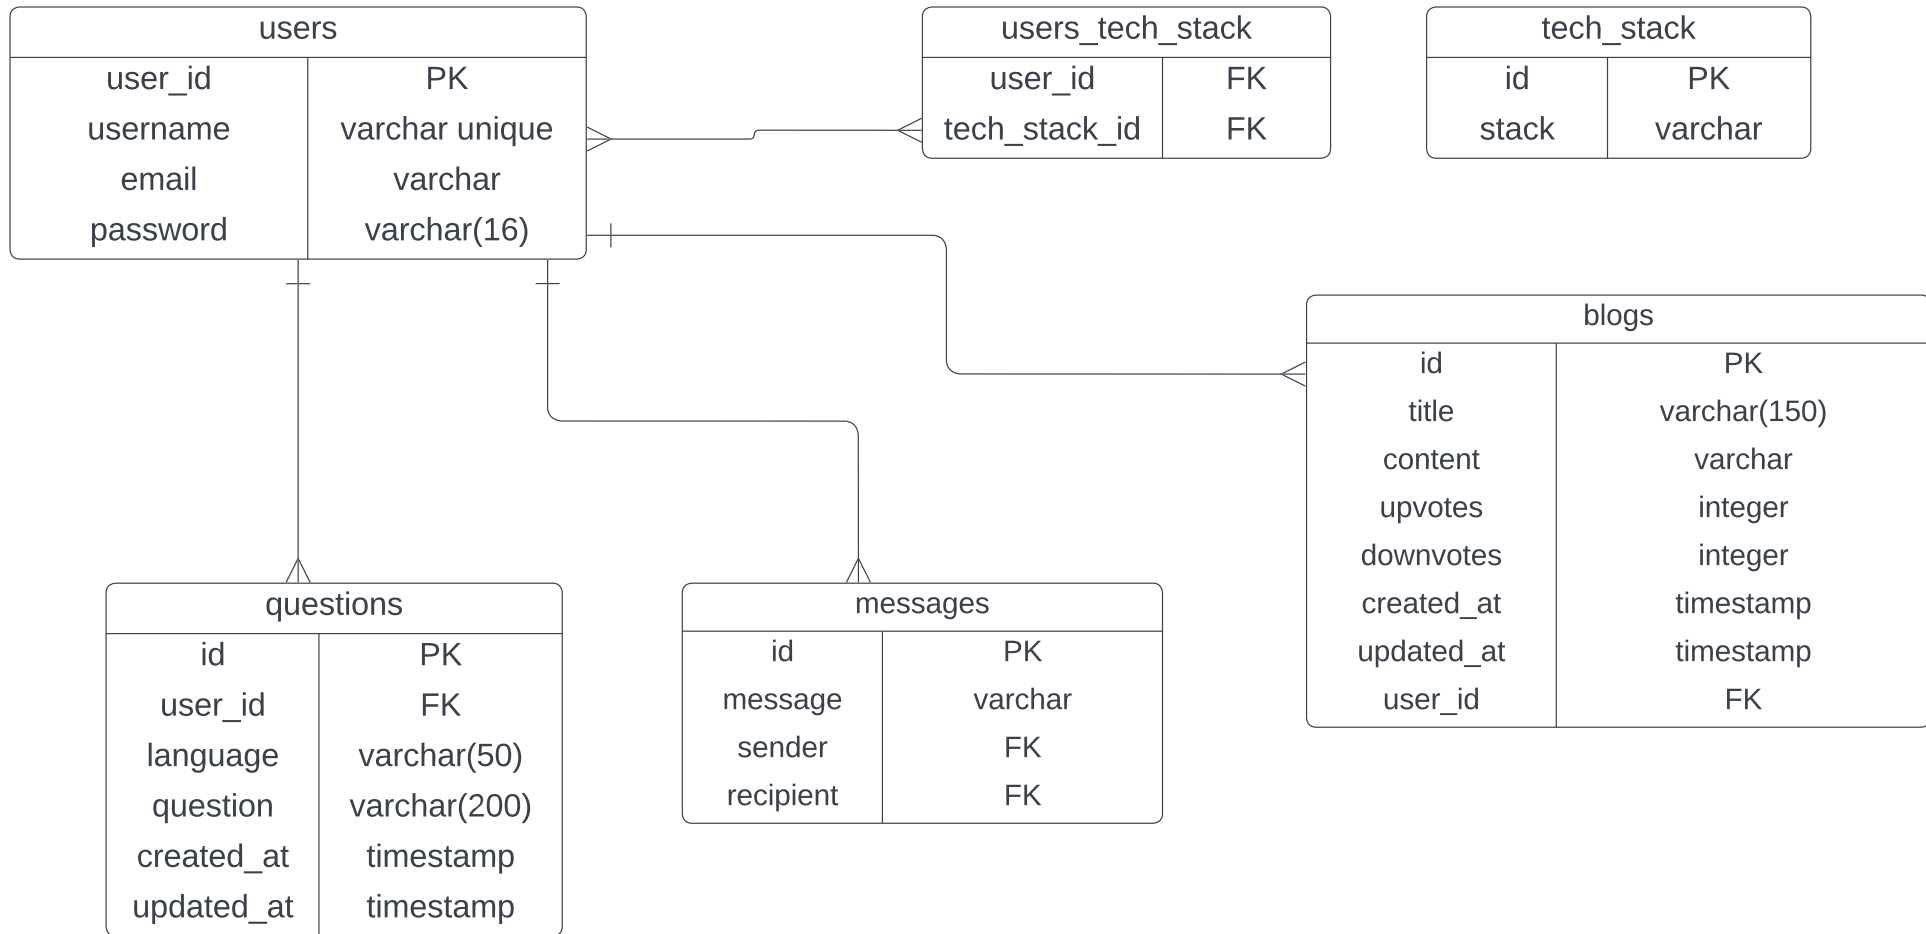 users
user_id PK
username varchar unique
email varchar
password varchar(16)
users_tech_stack
user_id FK
tech_stack_id FK
tech_stack
id PK
stack varchar
blogs
id PK
title varchar(150)
content varchar
upvotes integer
downvotes integer
created_at timestamp
updated_at timestamp
user_id FK
questions
id PK
user_id FK
language varchar(50)
question varchar(200)
created_at timestamp
updated_at timestamp
messages
id PK
message varchar
sender FK
recipient FK